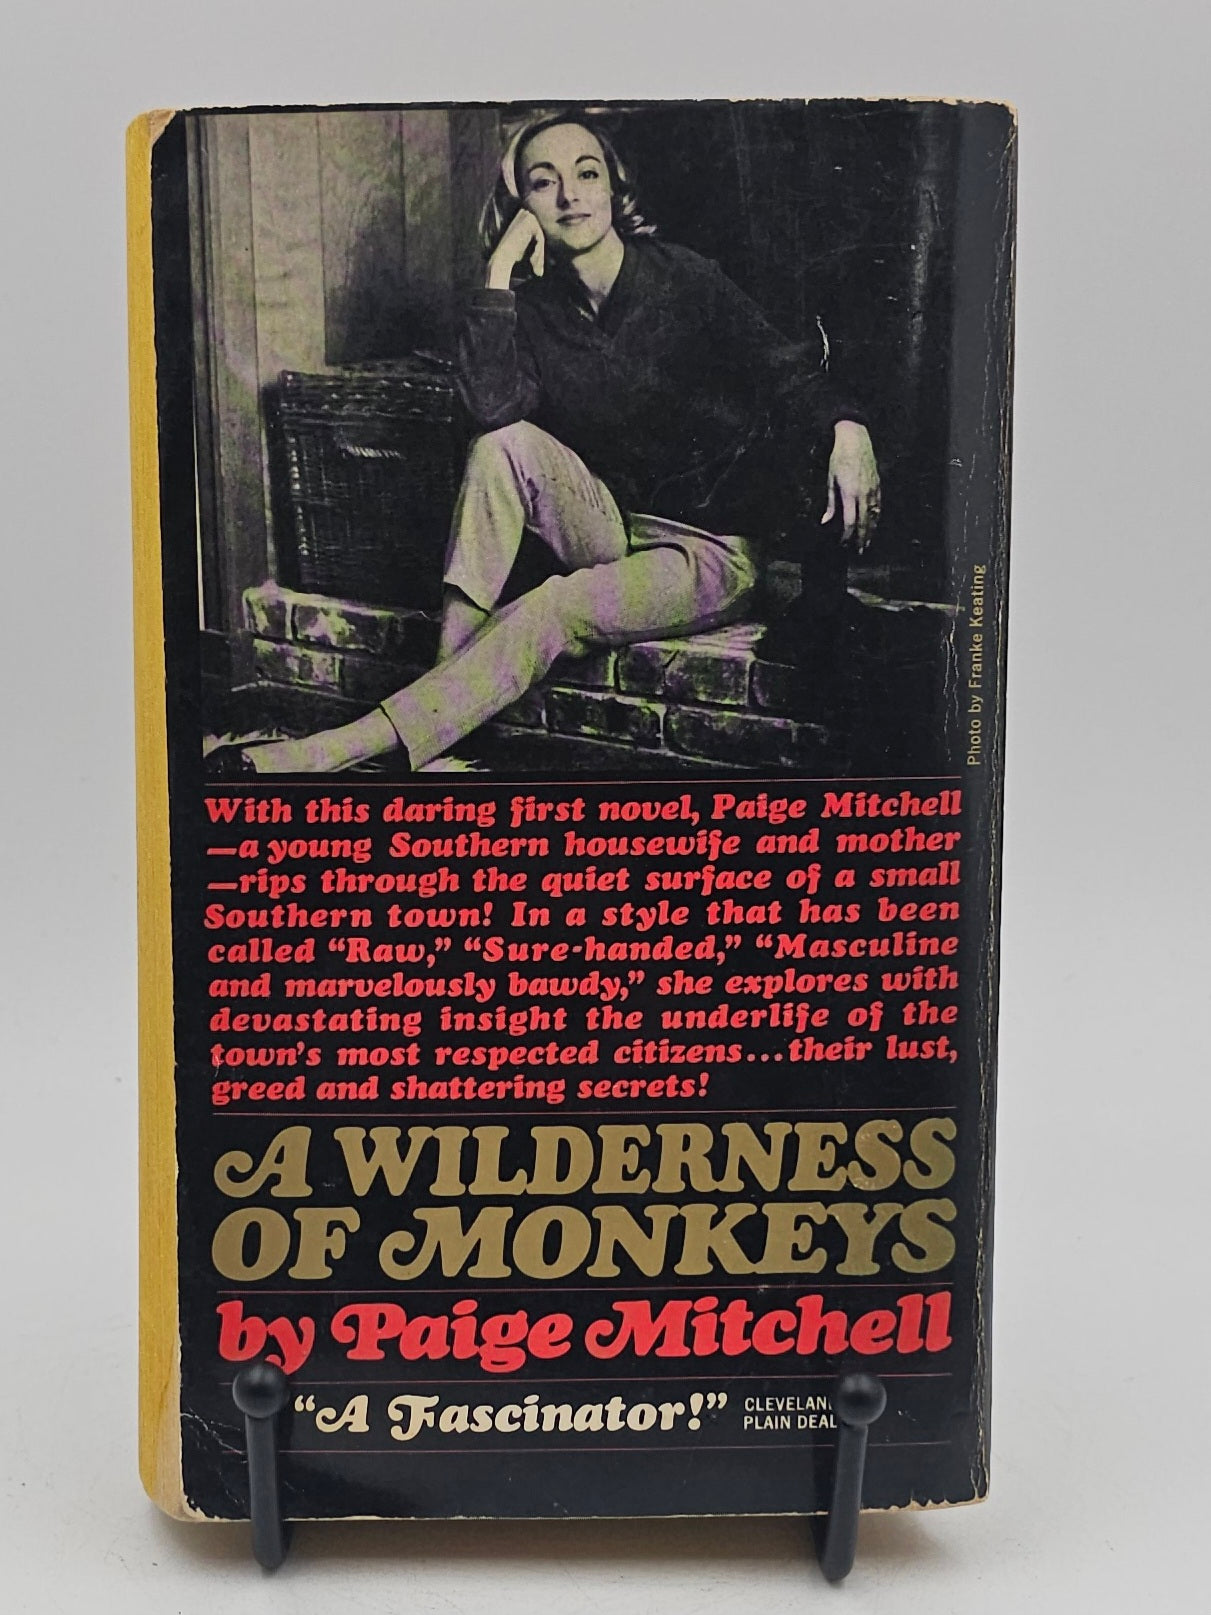 Photo by Franke Keating
With this daring first novel, Paige Mitchell
—a young Southern housewife and mother
—rips through the quiet surface of a small
Southern town! In a style that has been
called “Raw,” “Sure-handed,” “Masculine
and marvelously bawdy,” she explores with
devastating insight the underlife of the
town’s most respected citizens...their lust,
greed and shattering secrets!
A WILDERNESS
OF MONKEYS
by Paige Mitchell
“A Fascinator!” CLEVELAN
PLAIN DEAL